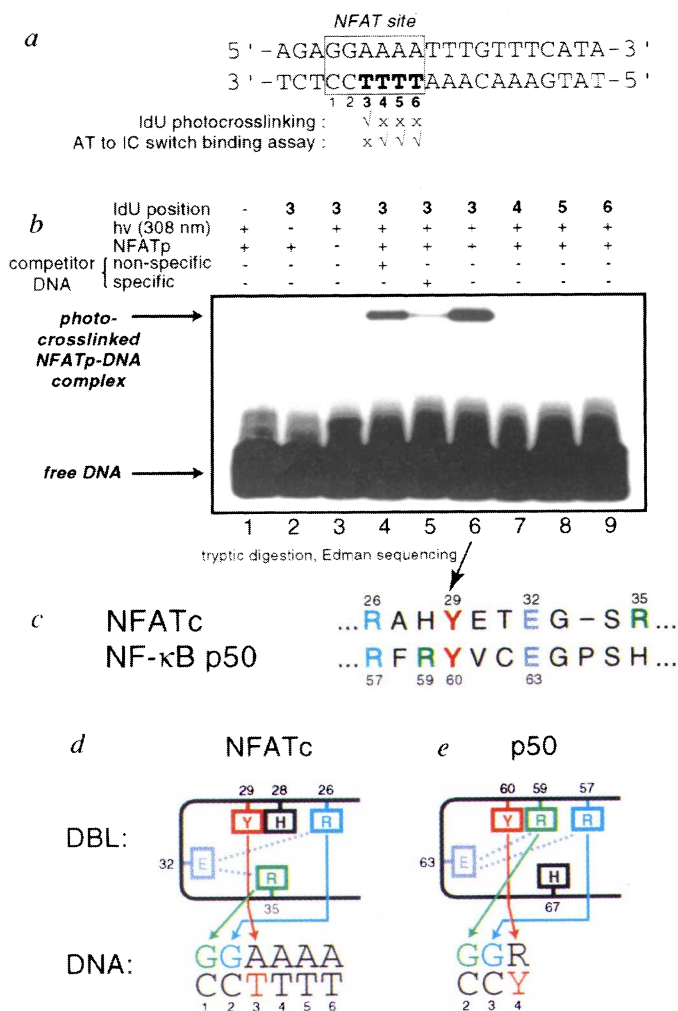 a
NFAT site
5'-AGAGGAAAATTTGTTTCATA-3'
3'-TCTCCTTTTAAACAAAGTAT-5'
1 2 3 4 5 6
IdU photocrosslinking : √ x x x
AT to IC switch binding assay : x √ √ √
b
IdU position - 3 3 3 3 3 4 5 6
hv (308 nm) + - + + + + + + +
NFATp + + - + + + + + +
competitor DNA { non-specific - - - + - - - - -
specific - - - - + - - - -
photo-
crosslinked
NFATp-DNA
complex
free DNA
1 2 3 4 5 6 7 8 9
tryptic digestion, Edman sequencing
c
26 29 32 35
NFATc ...R A H Y E T E G – S R...
NF-κB p50 ...R F R Y V C E G P S H...
57 59 60 63
d NFATc
e p50
DBL:
29 28 26
Y H R
32 E
R
35
60 59 57
Y R R
63 E
H
67
DNA:
GGAAAA
CCTTTT
1 2 3 4 5 6
GGR
CCY
2 3 4